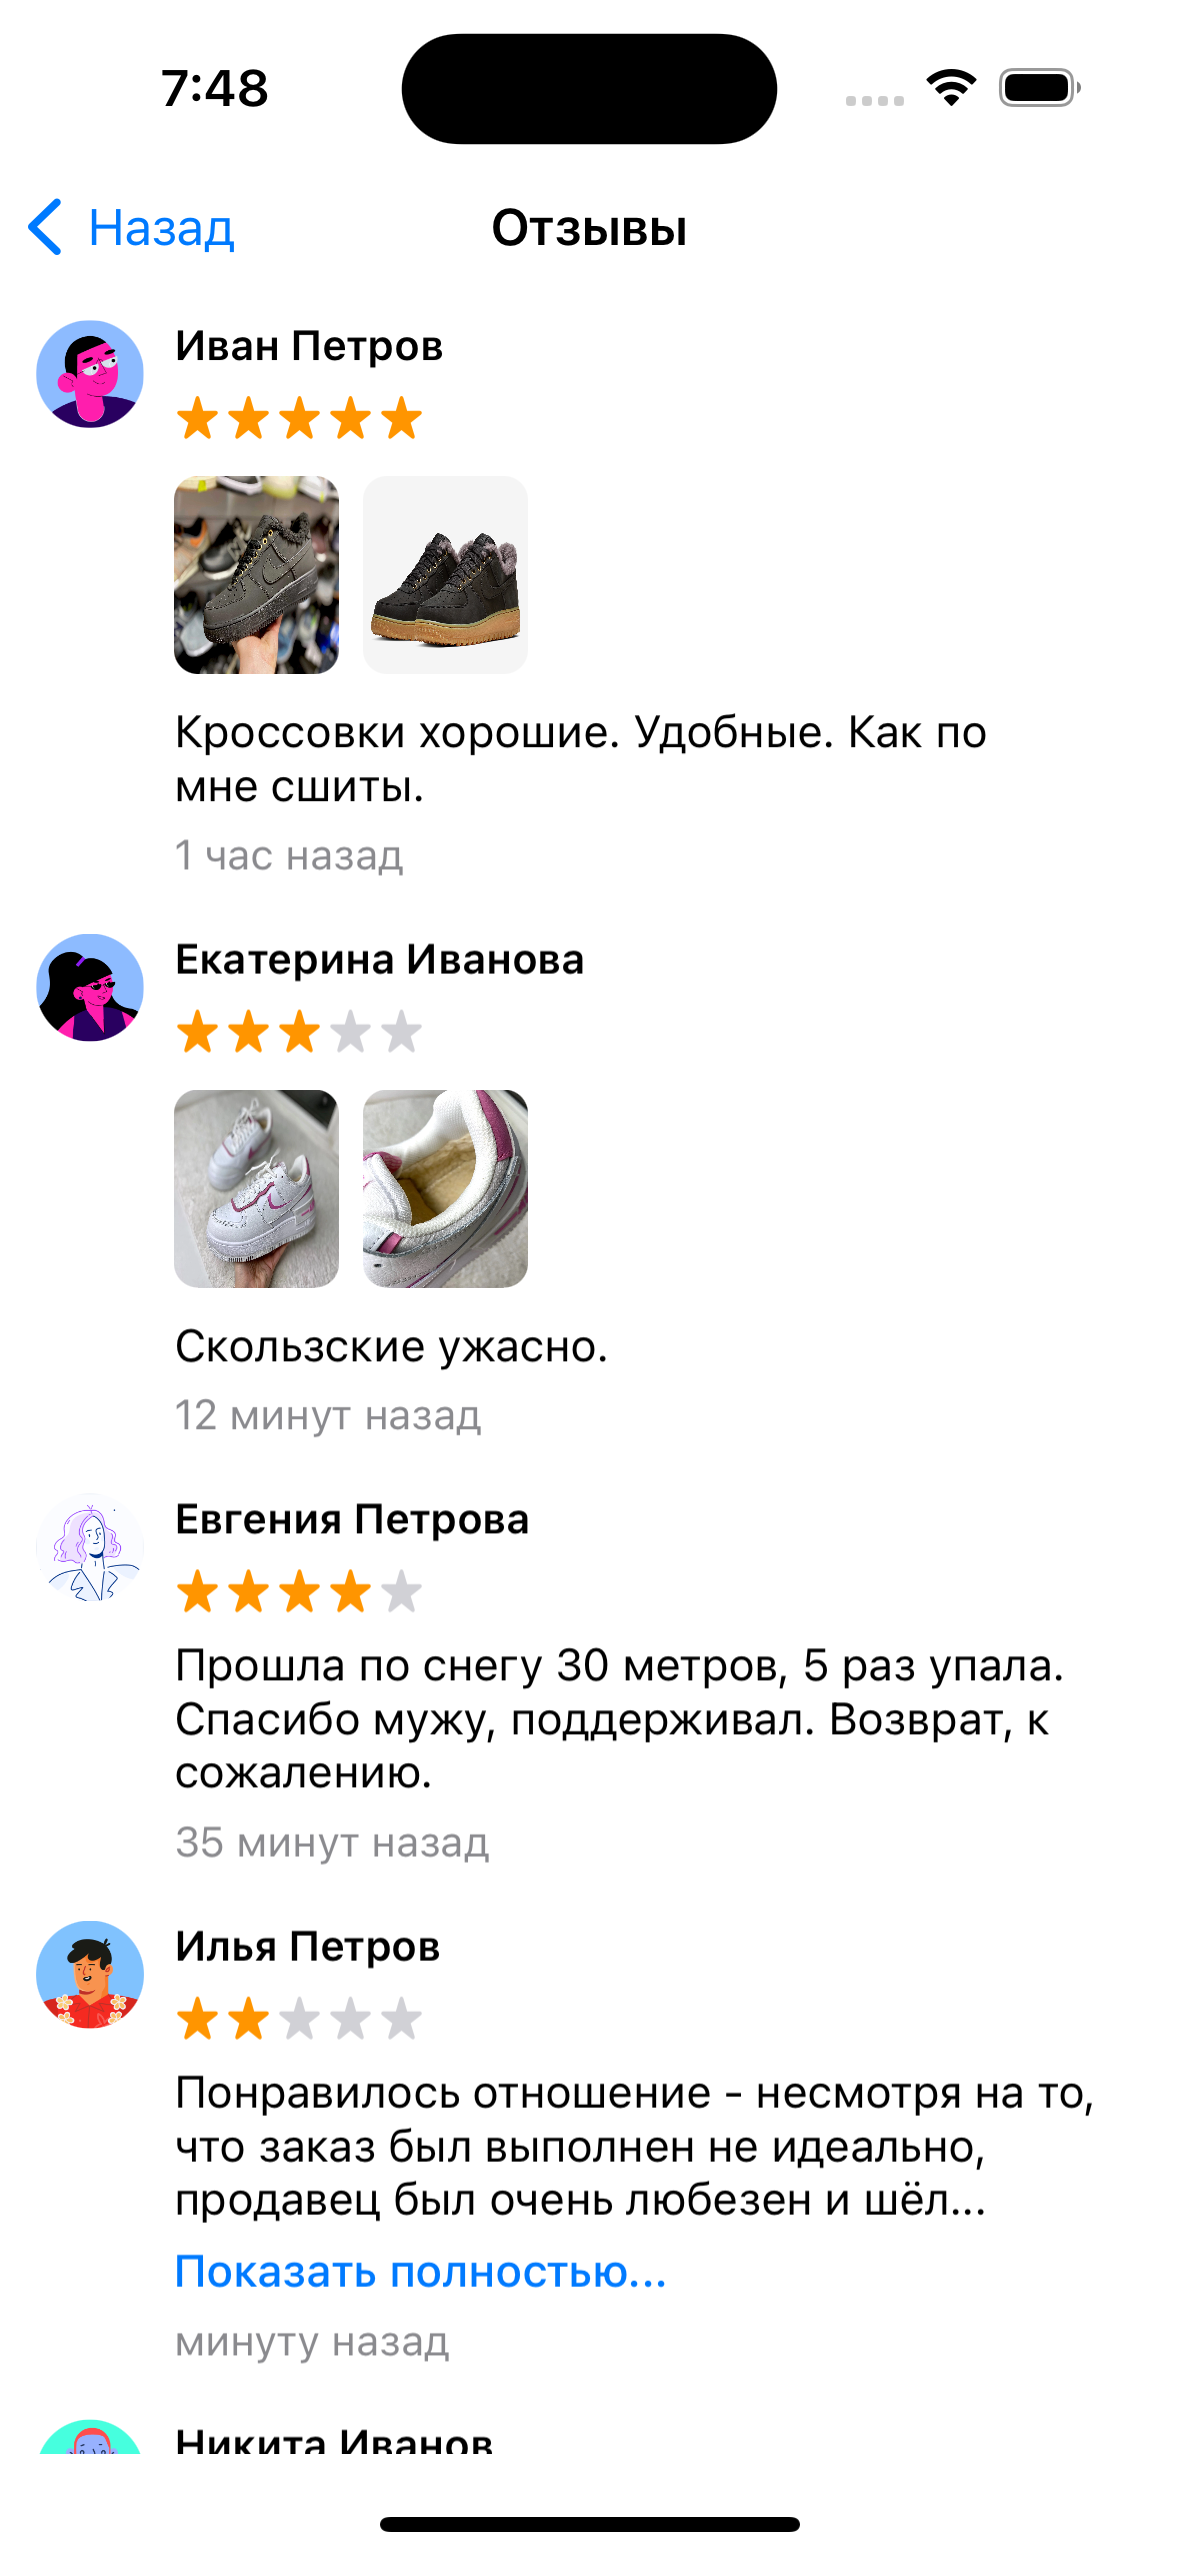 7:48
Назад
Отзывы
Иван Петров
Кроссовки хорошие. Удобные. Как по
мне сшиты.
1 час назад
Екатерина Иванова
Скользские ужасно.
12 минут назад
Евгения Петрова
Прошла по снегу 30 метров, 5 раз упала.
Спасибо мужу, поддерживал. Возврат, к
сожалению.
35 минут назад
Илья Петров
Понравилось отношение - несмотря на то,
что заказ был выполнен не идеально,
продавец был очень любезен и шёл...
Показать полностью...
минуту назад
Никита Иванов